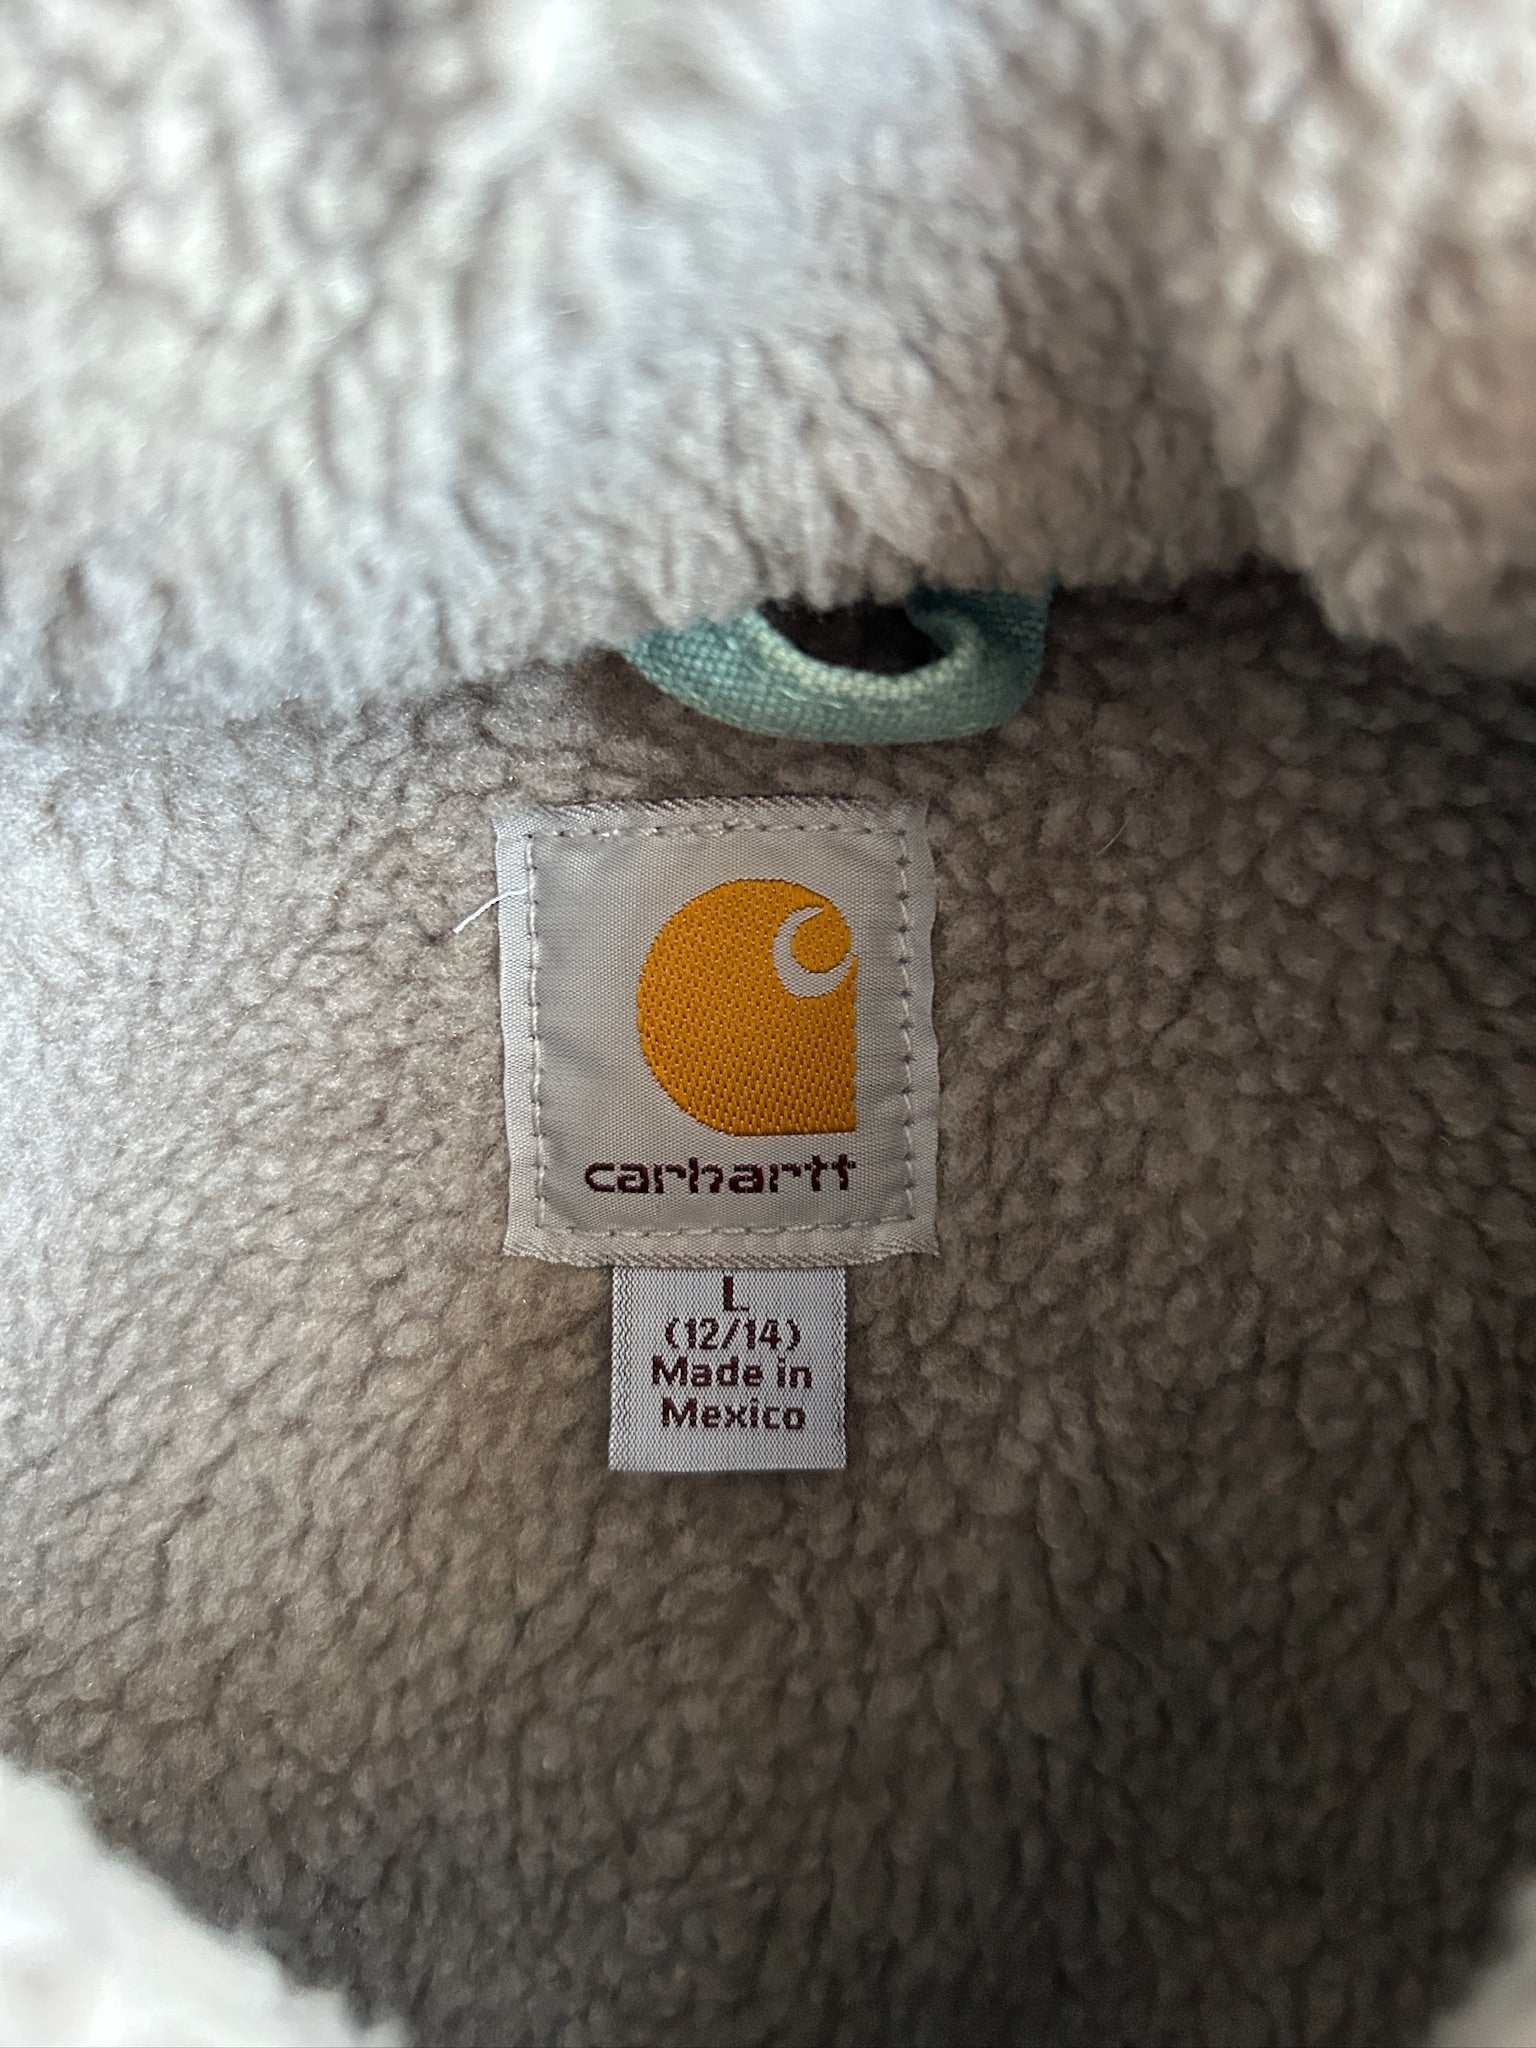 carhartt
L
(12/14)
Made in
Mexico